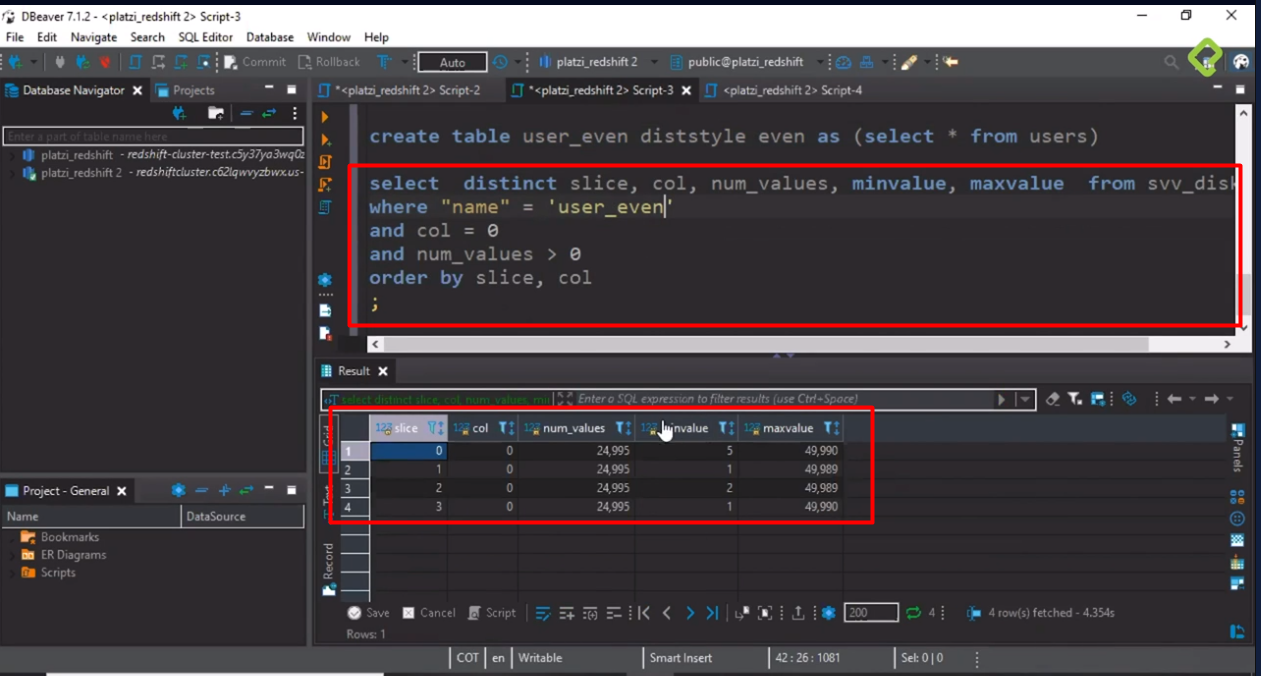 DBeaver 7.1.2 - <platzi_redshift 2> Script-3
File Edit Navigate Search SQL Editor Database Window Help
Commit Rollback Auto platzi_redshift 2 public@platzi_redshift
Database Navigator Projects
*<platzi_redshift 2> Script-2 *<platzi_redshift 2> Script-3 <platzi_redshift 2> Script-4
Enter a part of table name here
platzi_redshift - redshift-cluster-test.c5y37ya3wq0z
platzi_redshift 2 - redshiftcluster.c62lqwvyzbwx.us-
create table user_even diststyle even as (select * from users)
select distinct slice, col, num_values, minvalue, maxvalue from svv_disk
where "name" = 'user_even'
and col = 0
and num_values > 0
order by slice, col
;
Result
select distinct slice, col, num_values, mi Enter a SQL expression to filter results (use Ctrl+Space)
Grid
Text
Record
Panels
slice col num_values maxvalue
1 0 0 24,995 5 49,990
2 1 0 24,995 1 49,989
3 2 0 24,995 2 49,989
4 3 0 24,995 1 49,990
Project - General
Name DataSource
Bookmarks
ER Diagrams
Scripts
Save Cancel Script 200 4 4 row(s) fetched - 4.354s
Rows: 1
COT en Writable Smart Insert 42 : 26 : 1081 Sel: 0 | 0